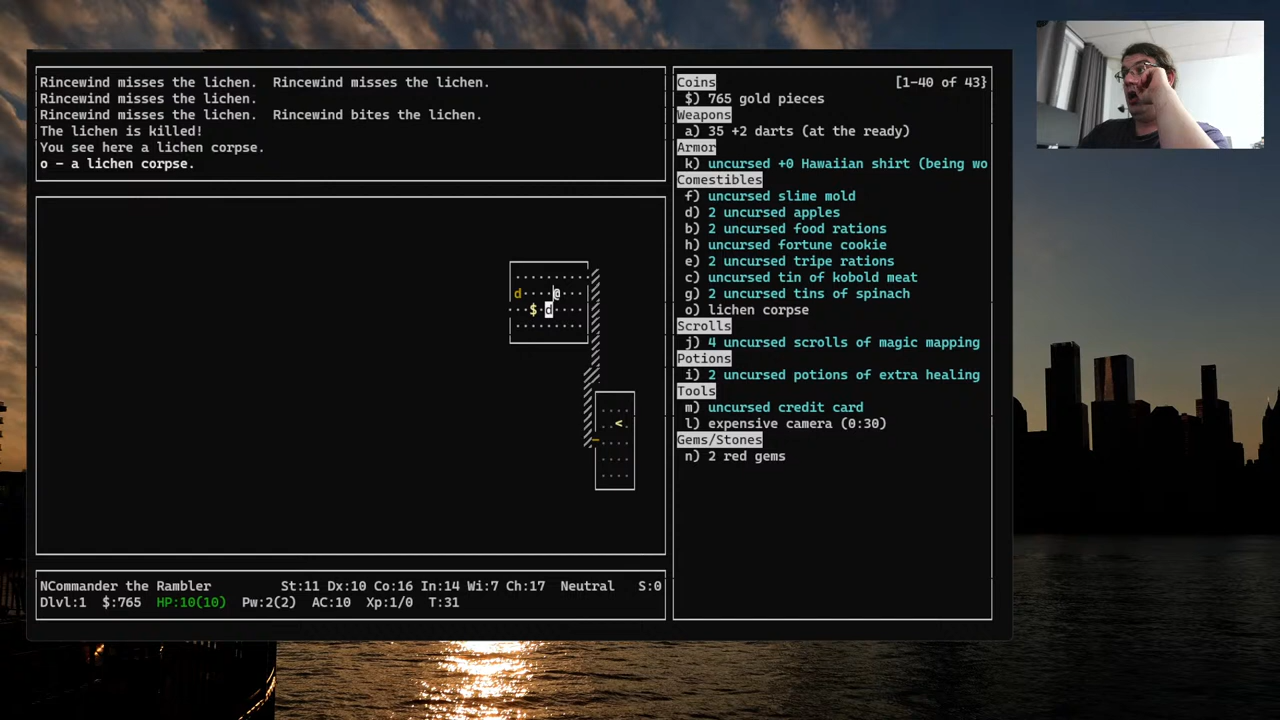 Rincewind misses the lichen.  Rincewind misses the lichen.
Rincewind misses the lichen.
Rincewind misses the lichen.  Rincewind bites the lichen.
The lichen is killed!
You see here a lichen corpse.
o - a lichen corpse.
..........
d....@...
...$.d....
.........
....
<.
-....
....
....
NCommander the Rambler St:11 Dx:10 Co:16 In:14 Wi:7 Ch:17 Neutral S:0
Dlvl:1 $:765 HP:10(10) Pw:2(2) AC:10 Xp:1/0 T:31
Coins [1-40 of 43}
$) 765 gold pieces
Weapons
a) 35 +2 darts (at the ready)
Armor
k) uncursed +0 Hawaiian shirt (being wo
Comestibles
f) uncursed slime mold
d) 2 uncursed apples
b) 2 uncursed food rations
h) uncursed fortune cookie
e) 2 uncursed tripe rations
c) uncursed tin of kobold meat
g) 2 uncursed tins of spinach
o) lichen corpse
Scrolls
j) 4 uncursed scrolls of magic mapping
Potions
i) 2 uncursed potions of extra healing
Tools
m) uncursed credit card
l) expensive camera (0:30)
Gems/Stones
n) 2 red gems